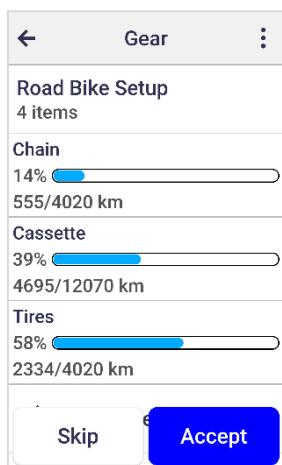 Gear
Road Bike Setup
4 items
Chain
14%
555/4020 km
Cassette
39%
4695/12070 km
Tires
58%
2334/4020 km
Skip
Accept